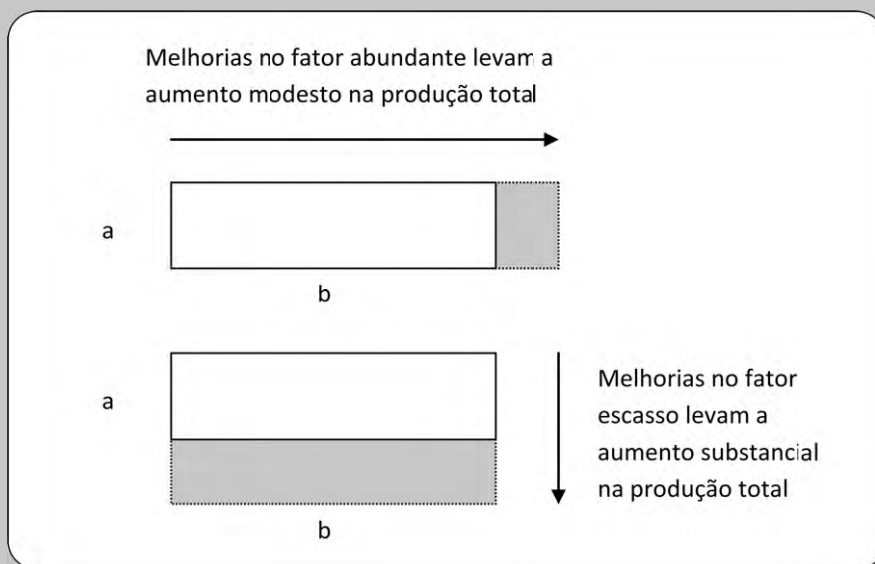 Melhorias no fator abundante levam a
aumento modesto na produção total
a
b
a
Melhorias no fator
escasso levam a
aumento substancial
na produção total
b